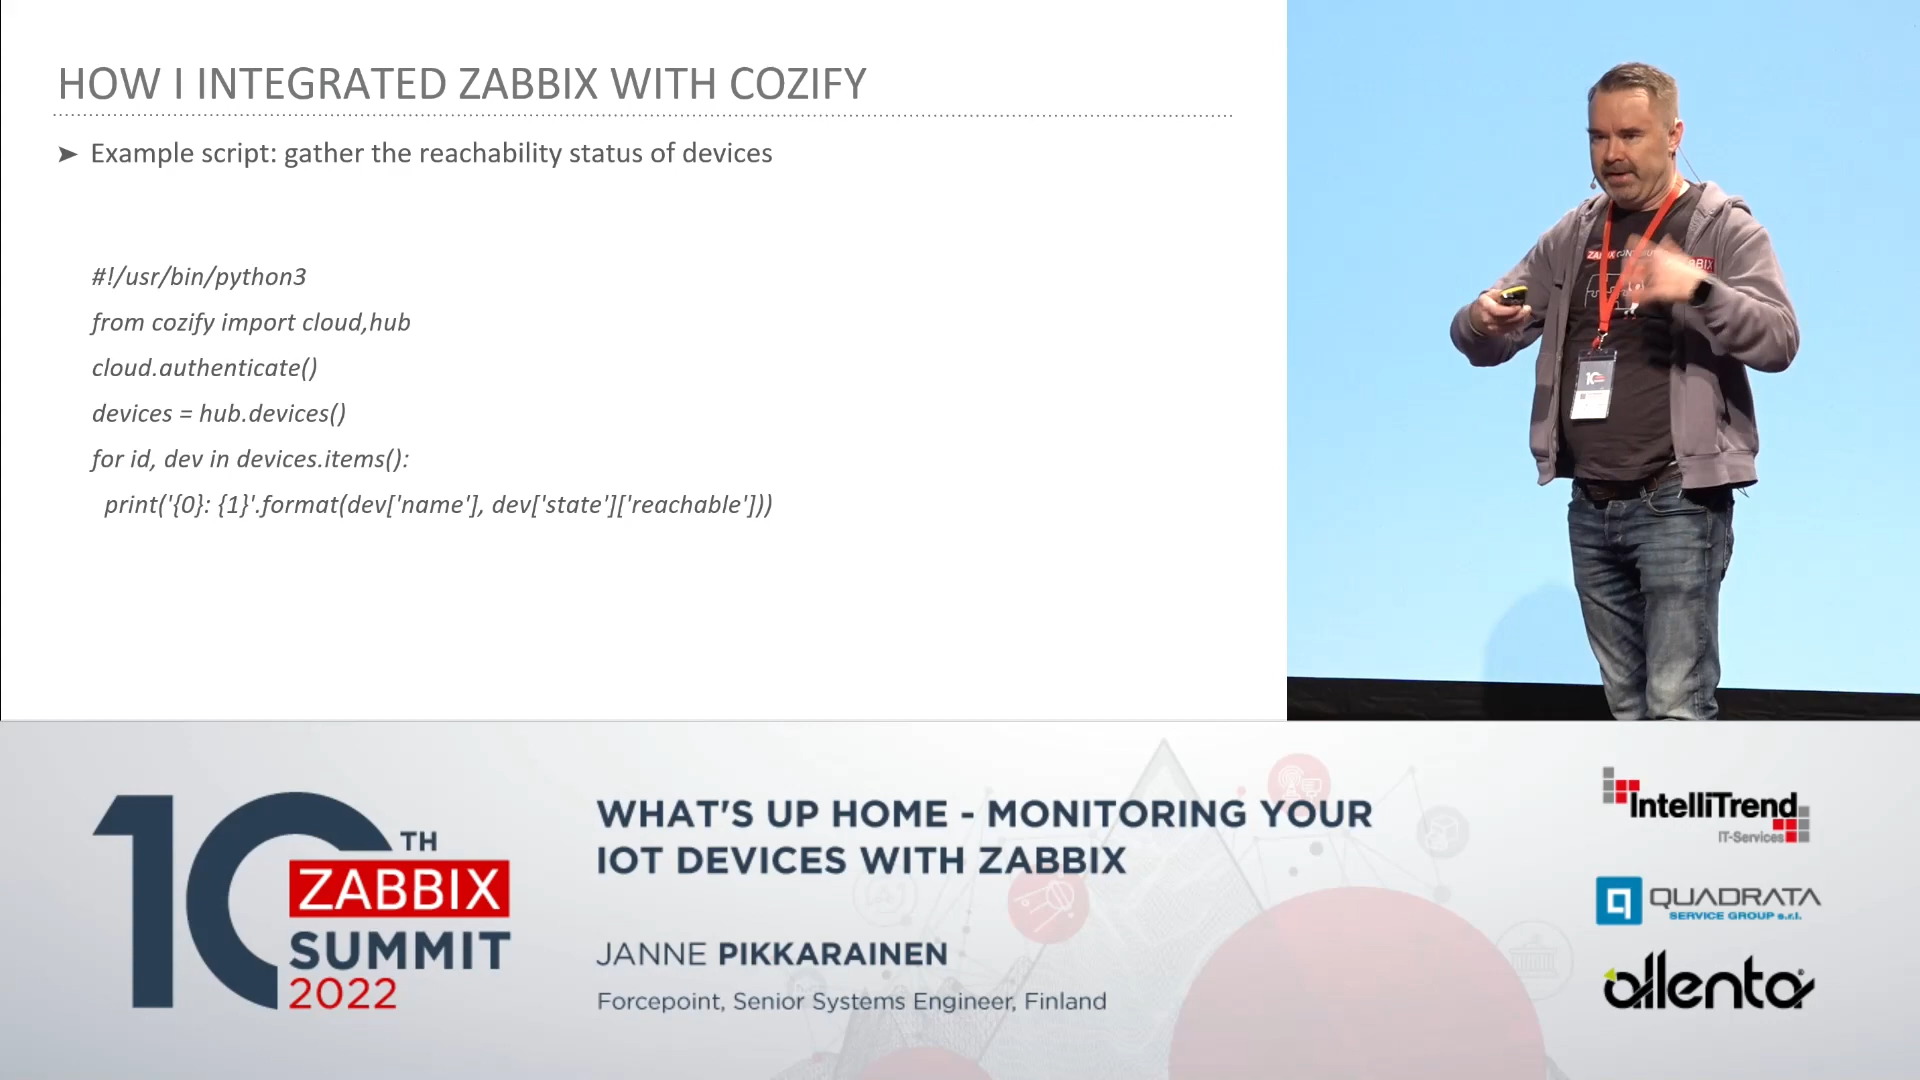 HOW I INTEGRATED ZABBIX WITH COZIFY
➤ Example script: gather the reachability status of devices
#!/usr/bin/python3
from cozify import cloud,hub
cloud.authenticate()
devices = hub.devices()
for id, dev in devices.items():
print('{0}: {1}'.format(dev['name'], dev['state']['reachable']))
10
TH
ZABBIX
SUMMIT
2022
WHAT'S UP HOME - MONITORING YOUR
IOT DEVICES WITH ZABBIX
JANNE PIKKARAINEN
Forcepoint, Senior Systems Engineer, Finland
IntelliTrend
IT-Services
QUADRATA
SERVICE GROUP s.r.l.
allenta